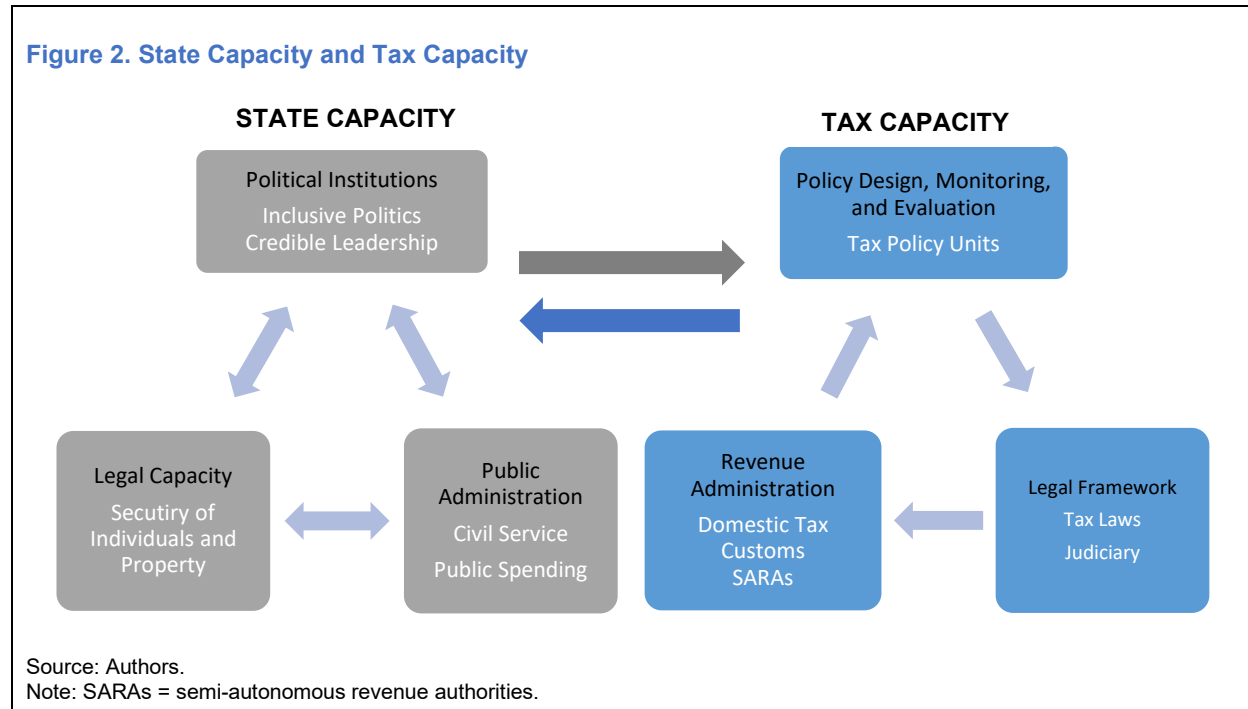 Figure 2. State Capacity and Tax Capacity
STATE CAPACITY
TAX CAPACITY
Political Institutions
Inclusive Politics
Credible Leadership
Policy Design, Monitoring,
and Evaluation
Tax Policy Units
Legal Capacity
Secutiry of
Individuals and
Property
Public
Administration
Civil Service
Public Spending
Revenue
Administration
Domestic Tax
Customs
SARAs
Legal Framework
Tax Laws
Judiciary
Source: Authors.
Note: SARAs = semi-autonomous revenue authorities.